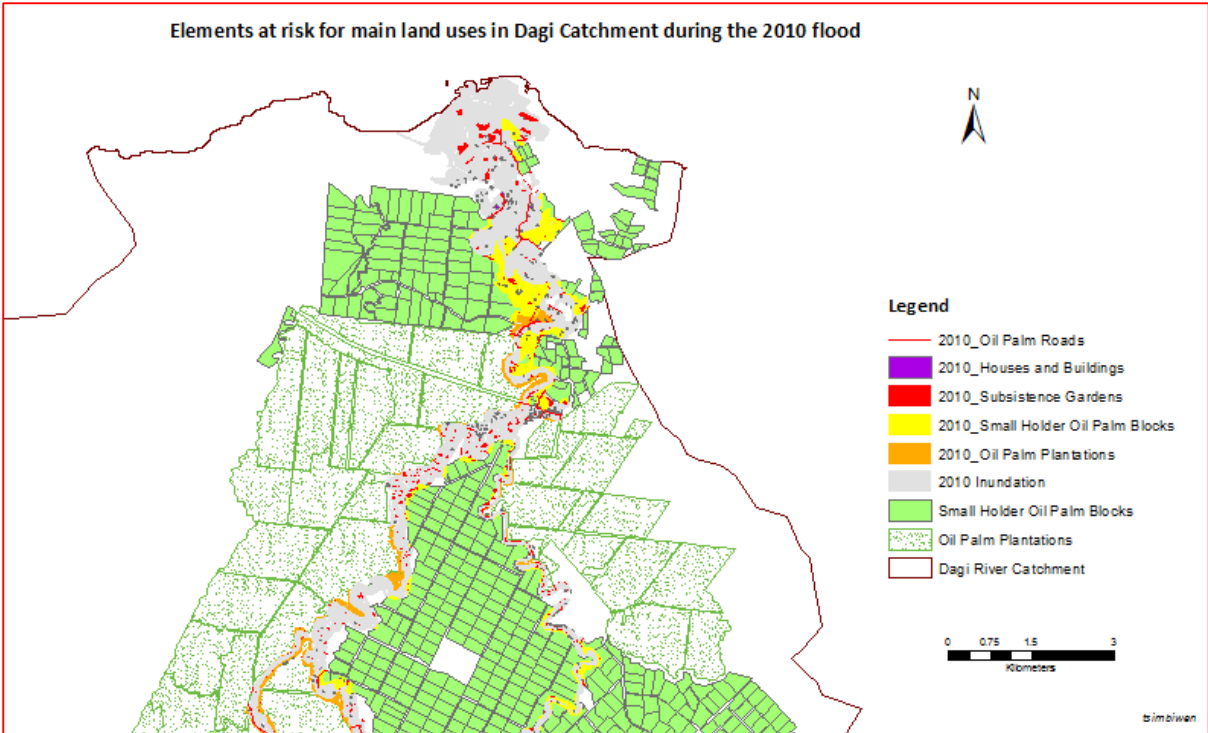 Elements at risk for main land uses in Dagi Catchment during the 2010 flood
N
Legend
2010_Oil Palm Roads
2010_Houses and Buildings
2010_Subsistence Gardens
2010_Small Holder Oil Palm Blocks
2010_Oil Palm Plantations
2010 Inundation
Small Holder Oil Palm Blocks
Oil Palm Plantations
Dagi River Catchment
0 0.75 1.5 3
Kilometers
tsimbiwen